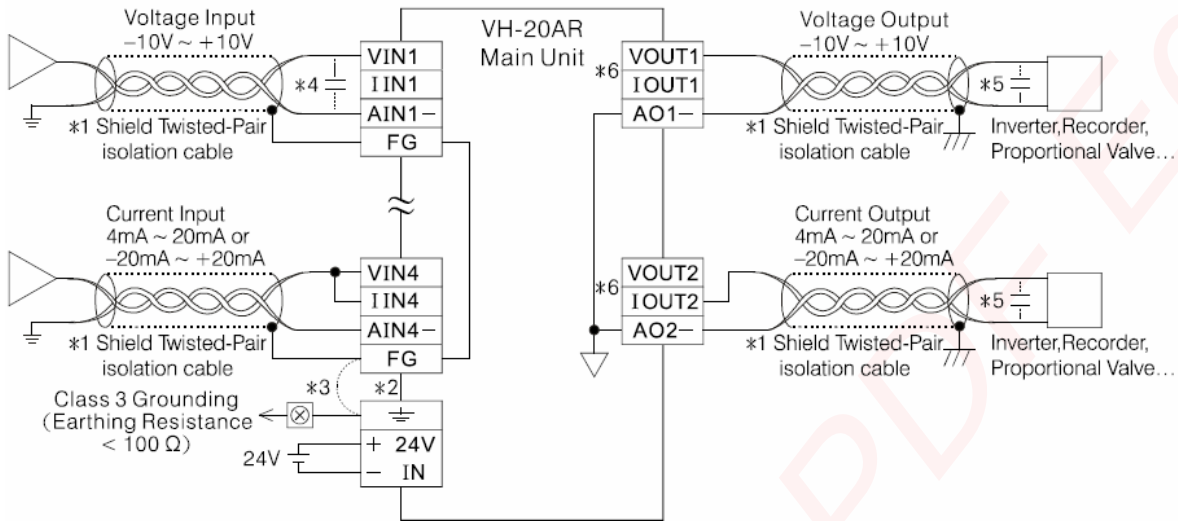 Voltage Input
–10V ~ +10V
*4
VIN1
IIN1
AIN1–
FG
*1 Shield Twisted-Pair
isolation cable
VH-20AR
Main Unit
*6
VOUT1
IOUT1
AO1–
Voltage Output
–10V ~ +10V
*5
*1 Shield Twisted-Pair
isolation cable
Inverter,Recorder,
Proportional Valve...
Current Input
4mA ~ 20mA or
–20mA ~ +20mA
VIN4
IIN4
AIN4–
FG
*1 Shield Twisted-Pair
isolation cable
*6
VOUT2
IOUT2
AO2–
Current Output
4mA ~ 20mA or
–20mA ~ +20mA
*5
*1 Shield Twisted-Pair
isolation cable
Inverter,Recorder,
Proportional Valve...
*3
*2
Class 3 Grounding
(Earthing Resistance
< 100 Ω)
24V
+ 24V
– IN
PDF Ec